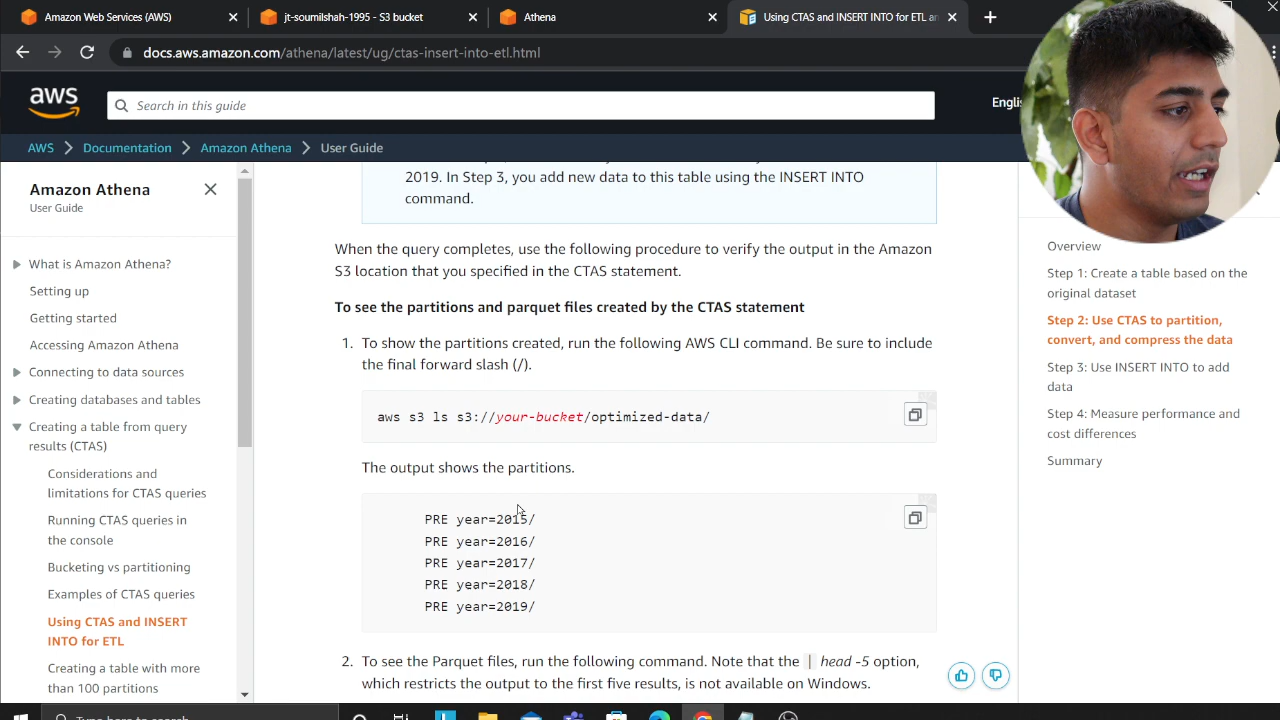 Amazon Web Services (AWS)
jt-soumilshah-1995 - S3 bucket
Athena
Using CTAS and INSERT INTO for ETL an
docs.aws.amazon.com/athena/latest/ug/ctas-insert-into-etl.html
aws
Search in this guide
Englis
AWS > Documentation > Amazon Athena > User Guide
Amazon Athena
User Guide
What is Amazon Athena?
Setting up
Getting started
Accessing Amazon Athena
Connecting to data sources
Creating databases and tables
Creating a table from query
results (CTAS)
Considerations and
limitations for CTAS queries
Running CTAS queries in
the console
Bucketing vs partitioning
Examples of CTAS queries
Using CTAS and INSERT
INTO for ETL
Creating a table with more
than 100 partitions
2019. In Step 3, you add new data to this table using the INSERT INTO
command.
When the query completes, use the following procedure to verify the output in the Amazon
S3 location that you specified in the CTAS statement.
To see the partitions and parquet files created by the CTAS statement
1. To show the partitions created, run the following AWS CLI command. Be sure to include
the final forward slash (/).
aws s3 ls s3://your-bucket/optimized-data/
The output shows the partitions.
PRE year=2015/
PRE year=2016/
PRE year=2017/
PRE year=2018/
PRE year=2019/
2. To see the Parquet files, run the following command. Note that the | head -5 option,
which restricts the output to the first five results, is not available on Windows.
Overview
Step 1: Create a table based on the
original dataset
Step 2: Use CTAS to partition,
convert, and compress the data
Step 3: Use INSERT INTO to add
data
Step 4: Measure performance and
cost differences
Summary